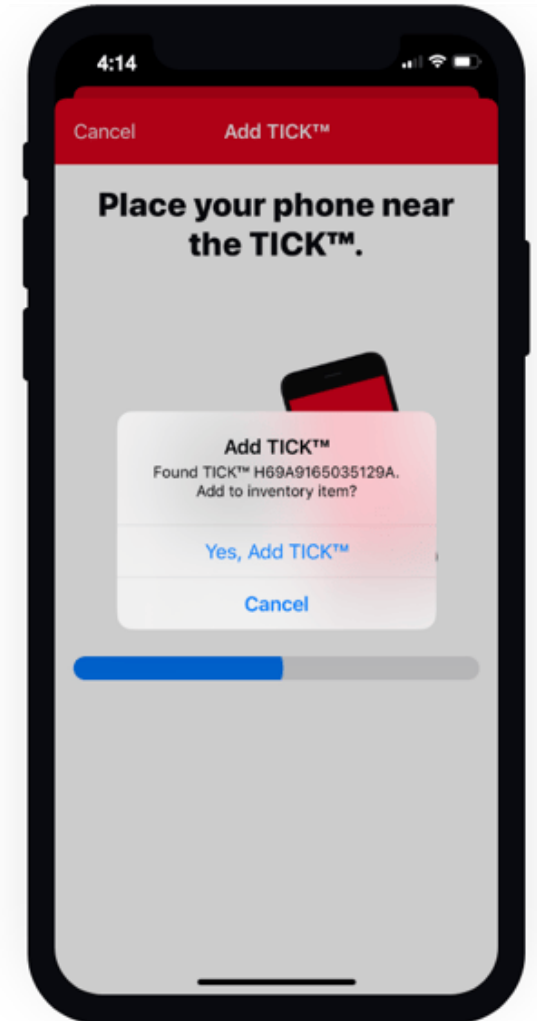 4:14
Cancel
Add TICK™
Place your phone near
the TICK™.
Add TICK™
Found TICK™ H69A9165035129A.
Add to inventory item?
Yes, Add TICK™
Cancel